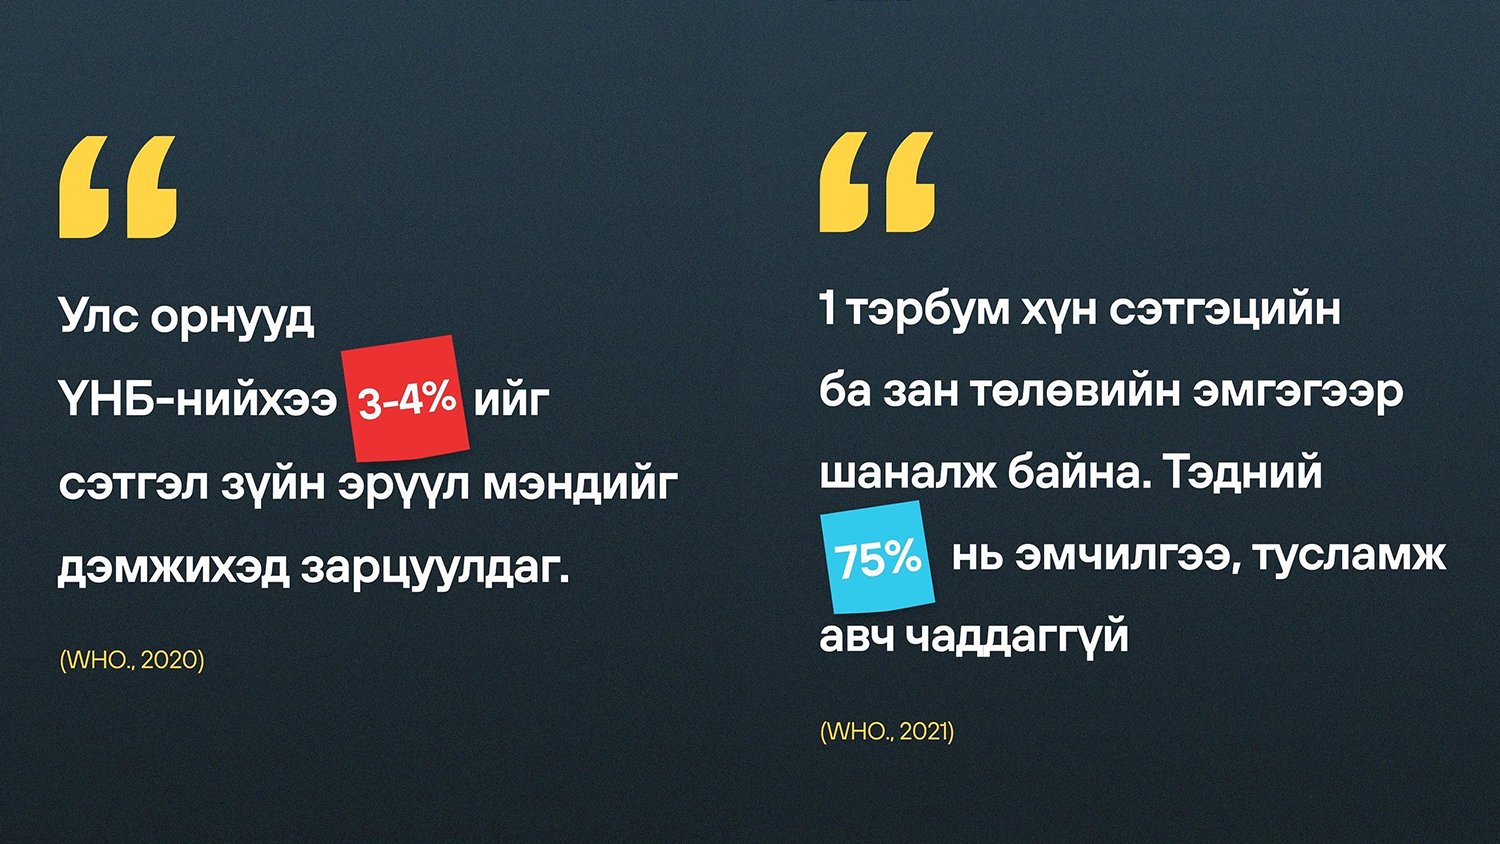 “
Улс орнууд
ҮНБ-нийхээ 3-4% ийг
сэтгэл зүйн эрүүл мэндийг
дэмжихэд зарцуулдаг.
(WHO., 2020)
“
1 тэрбум хүн сэтгэцийн
ба зан төлөвийн эмгэгээр
шаналж байна. Тэдний
75% нь эмчилгээ, тусламж
авч чаддаггүй
(WHO., 2021)